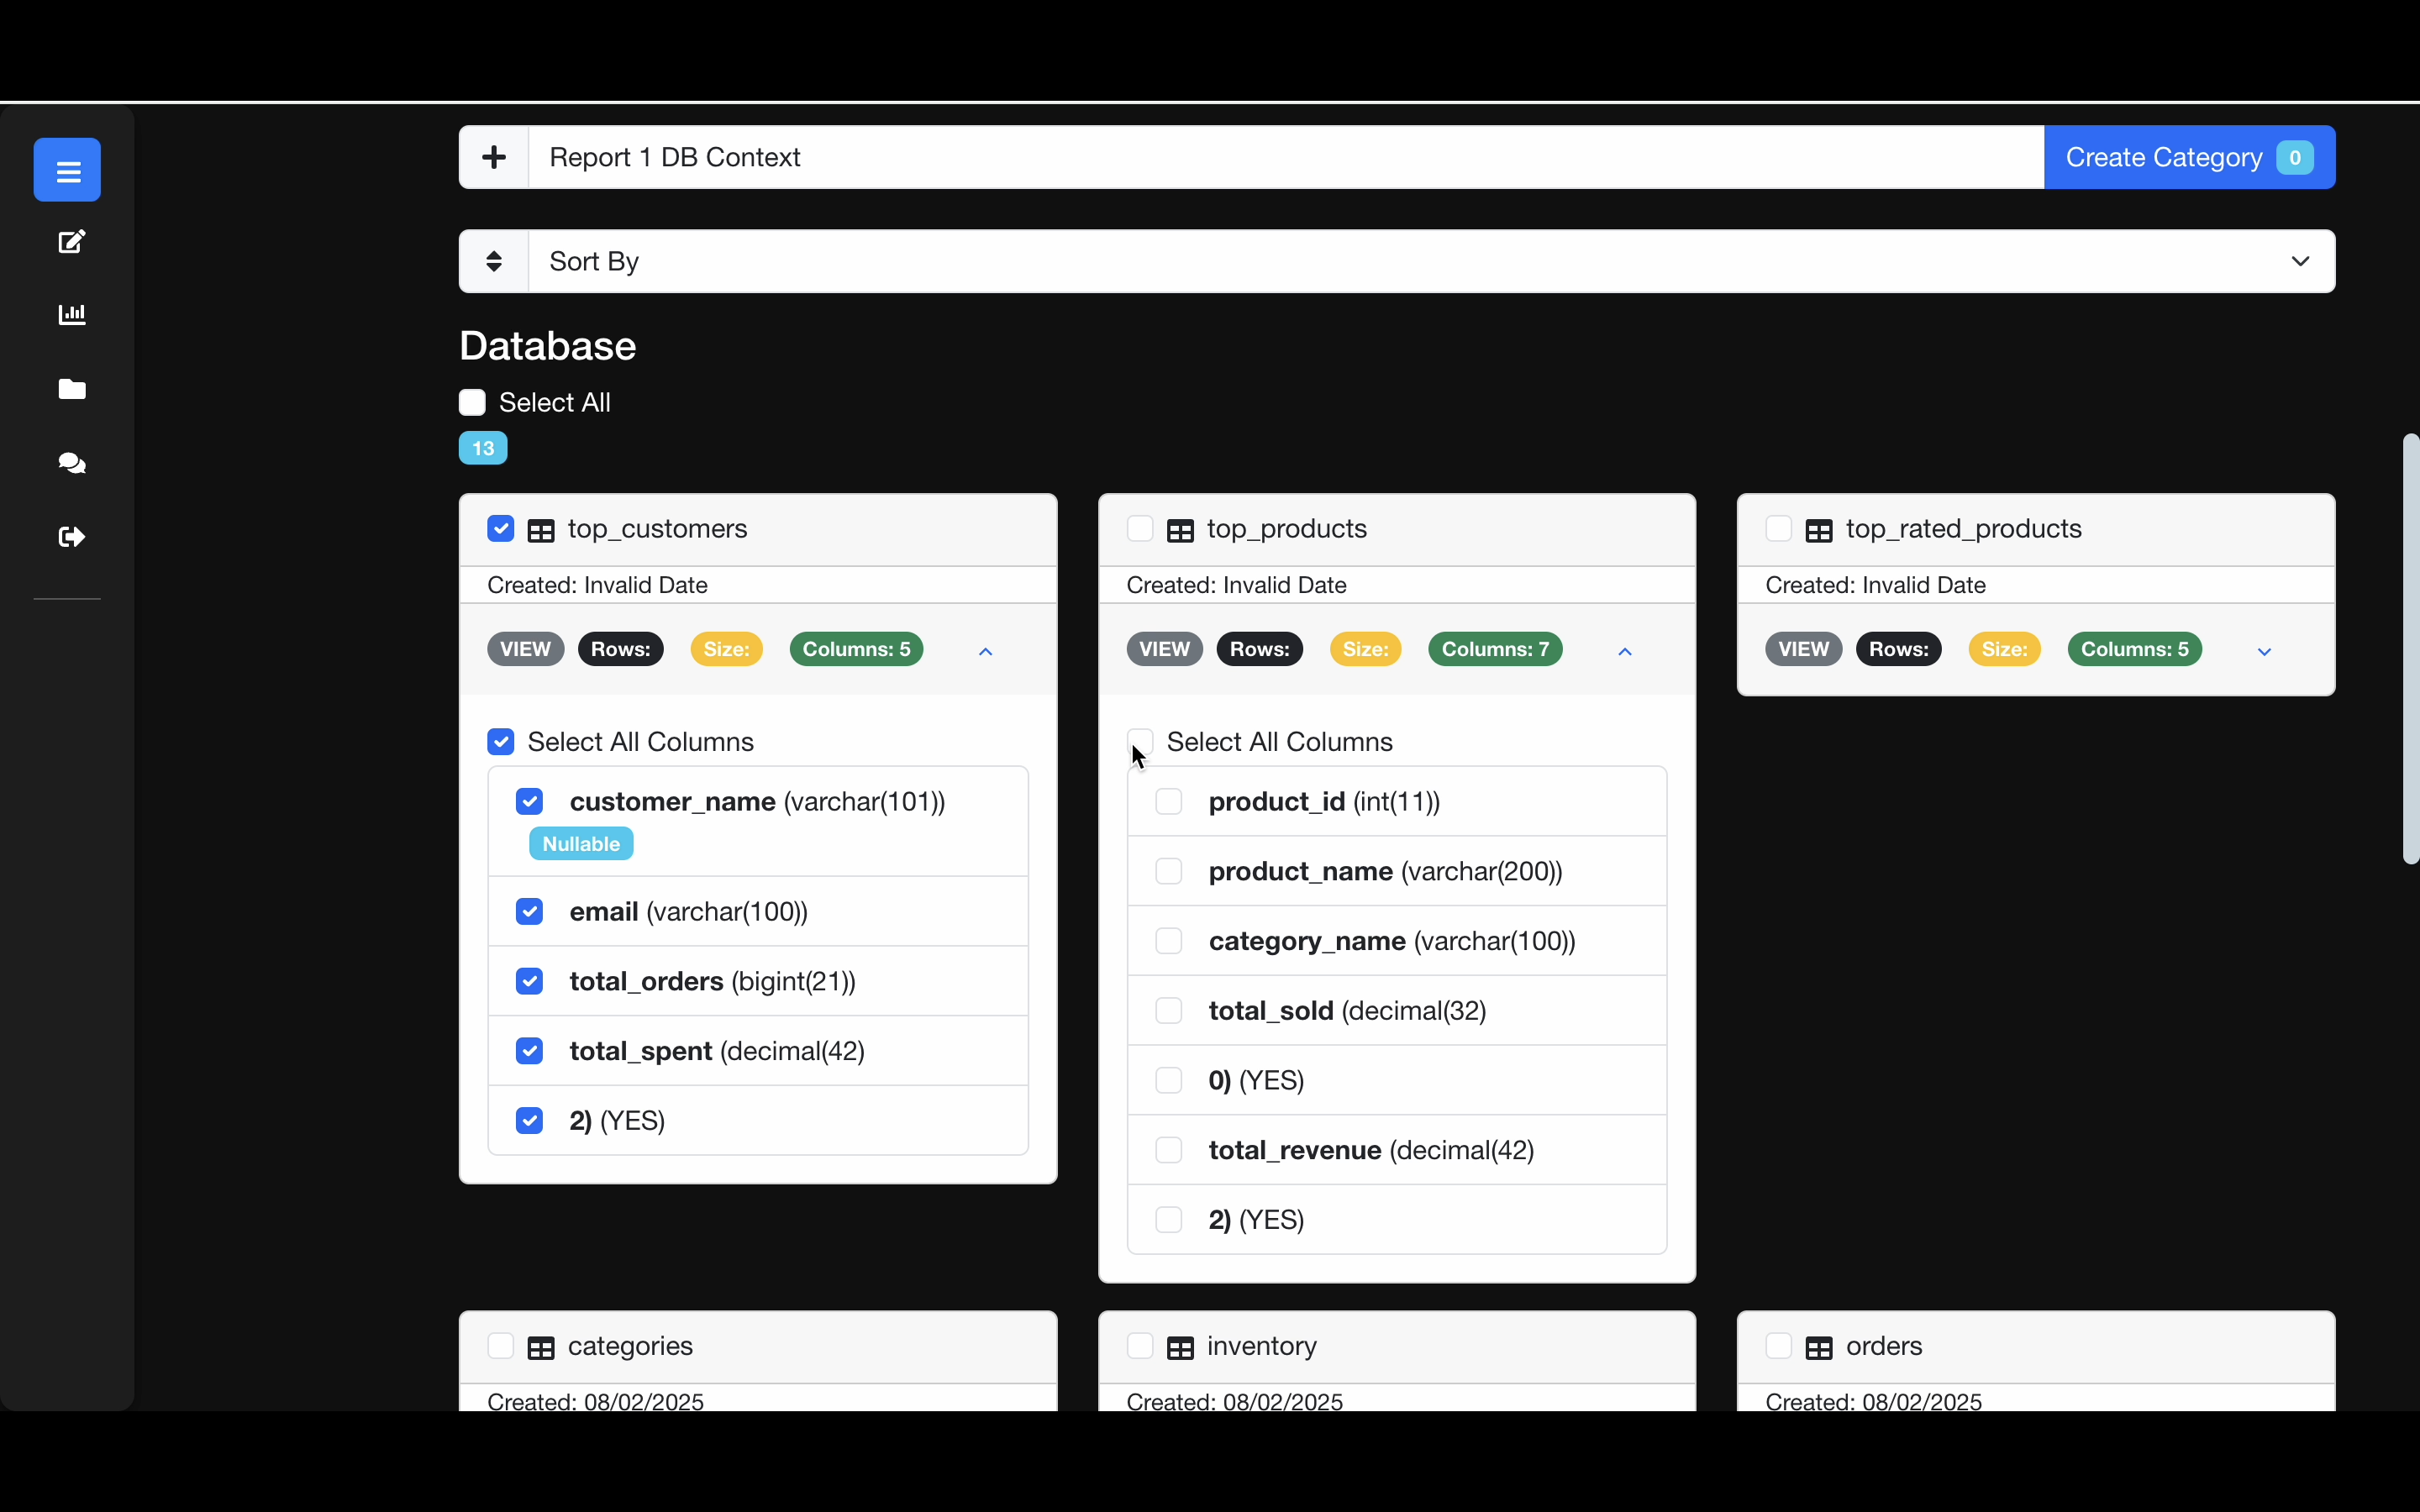 Report 1 DB Context
Create Category 0
Sort By
Database
Select All
13
top_customers
Created: Invalid Date
VIEW Rows: Size: Columns: 5
Select All Columns
customer_name (varchar(101))
Nullable
email (varchar(100))
total_orders (bigint(21))
total_spent (decimal(42)
2) (YES)
top_products
Created: Invalid Date
VIEW Rows: Size: Columns: 7
Select All Columns
product_id (int(11))
product_name (varchar(200))
category_name (varchar(100))
total_sold (decimal(32)
0) (YES)
total_revenue (decimal(42)
2) (YES)
top_rated_products
Created: Invalid Date
VIEW Rows: Size: Columns: 5
categories
Created: 08/02/2025
inventory
Created: 08/02/2025
orders
Created: 08/02/2025